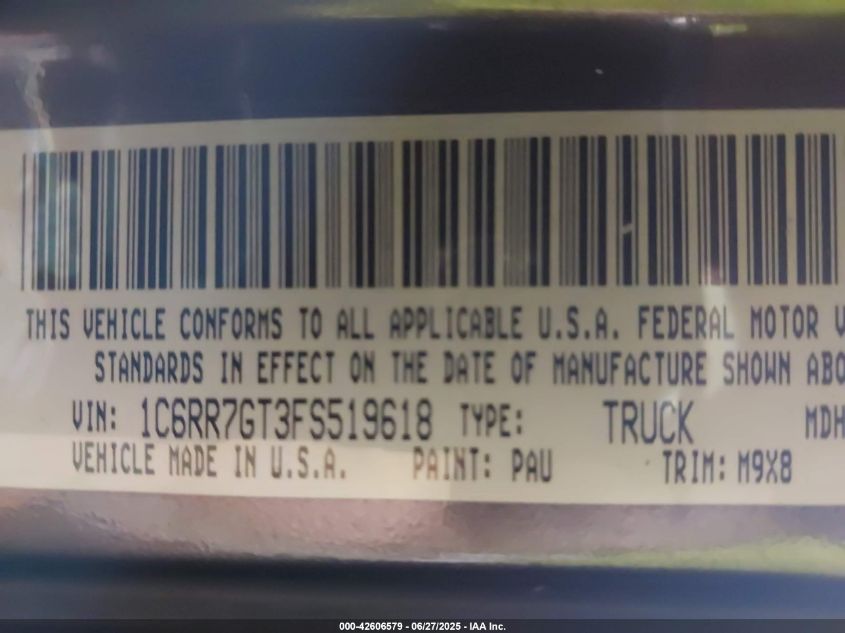 THIS VEHICLE CONFORMS TO ALL APPLICABLE U.S.A. FEDERAL MOTOR V
STANDARDS IN EFFECT ON THE DATE OF MANUFACTURE SHOWN ABO
VIN: 1C6RR7GT3FS519618 TYPE: TRUCK MDH
VEHICLE MADE IN U.S.A. PAINT: PAU TRIM: M9X8
000-42606579 / 06/27/2025 - IAA Inc.